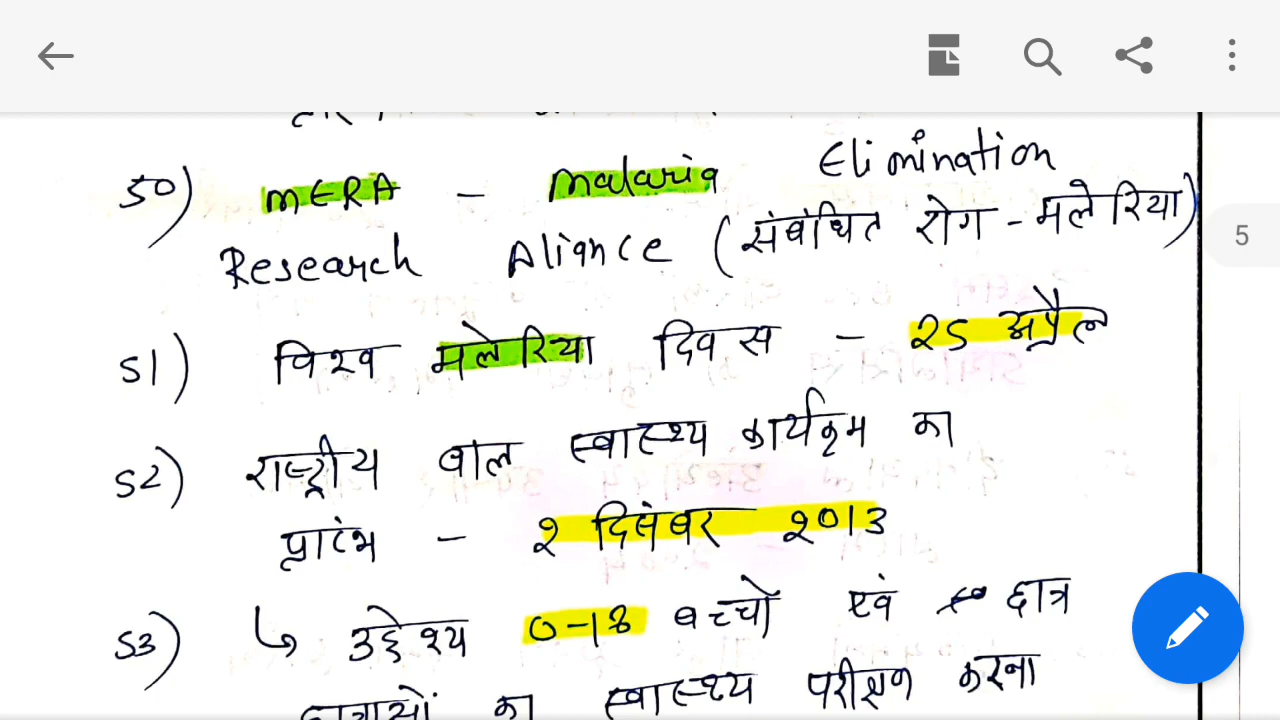 50) MERA - Malaria Elimination
Research Aliance (संबंधित रोग - मलेरिया)
5
51) विश्व मलेरिया दिवस - 25 अप्रैल
52) राष्ट्रीय बाल स्वास्थ्य कार्यक्रम का
प्रारंभ - 2 दिसंबर 2013
53) ↳ उद्देश्य 0-18 बच्चों एवं छात्र
छात्राओं का स्वास्थ्य परीक्षण करना